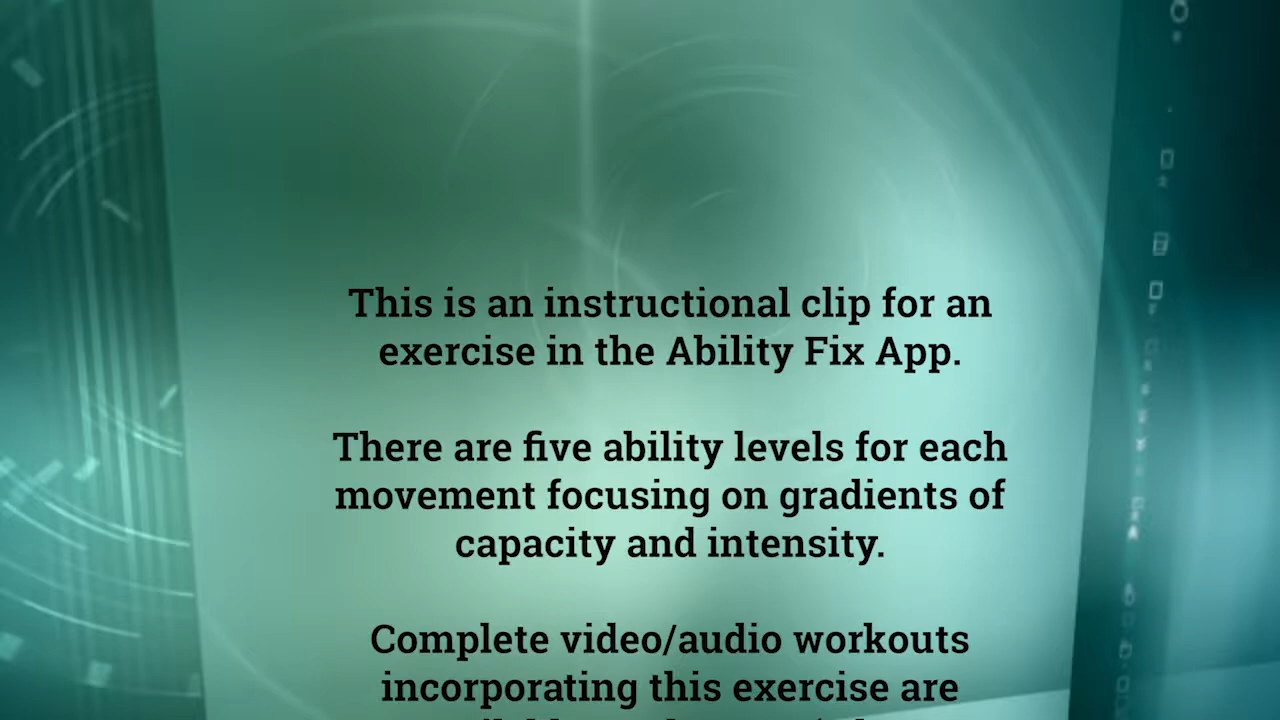 This is an instructional clip for an
exercise in the Ability Fix App.
There are five ability levels for each
movement focusing on gradients of
capacity and intensity.
Complete video/audio workouts
incorporating this exercise are